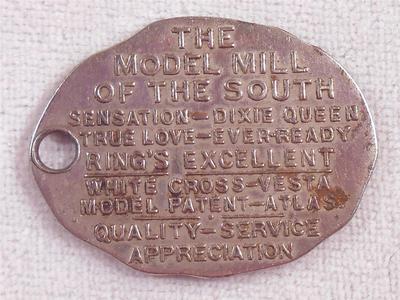 THE
MODEL MILL
OF THE SOUTH
SENSATION-DIXIE QUEEN
TRUE LOVE-EVER-READY
RING'S EXCELLENT
WHITE CROSS-VESTA
MODEL PATENT-ATLAS
QUALITY-SERVICE
APPRECIATION